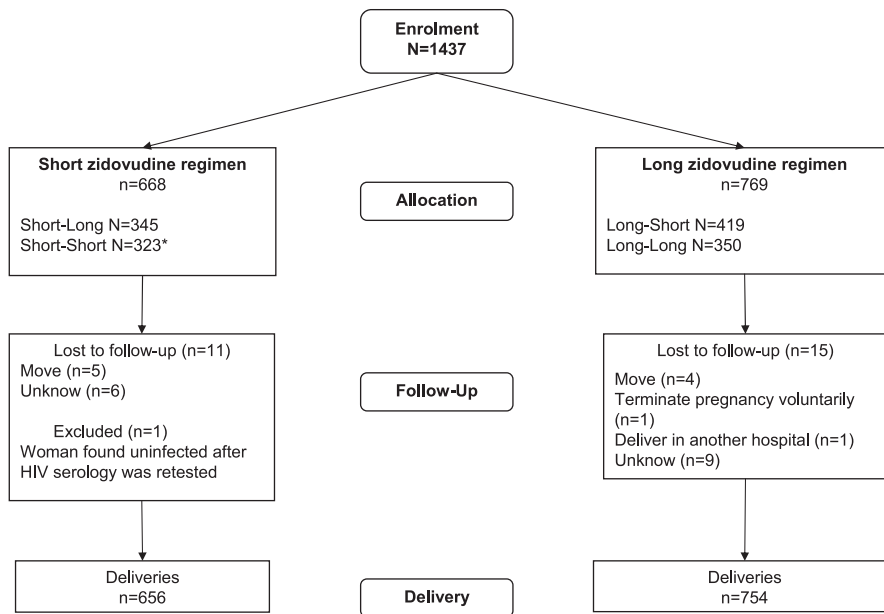 Enrolment
N=1437
Short zidovudine regimen
n=668
Short-Long N=345
Short-Short N=323*
Allocation
Long zidovudine regimen
n=769
Long-Short N=419
Long-Long N=350
Lost to follow-up (n=11)
Move (n=5)
Unknow (n=6)
Excluded (n=1)
Woman found uninfected after
HIV serology was retested
Follow-Up
Lost to follow-up (n=15)
Move (n=4)
Terminate pregnancy voluntarily
(n=1)
Deliver in another hospital (n=1)
Unknow (n=9)
Deliveries
n=656
Delivery
Deliveries
n=754